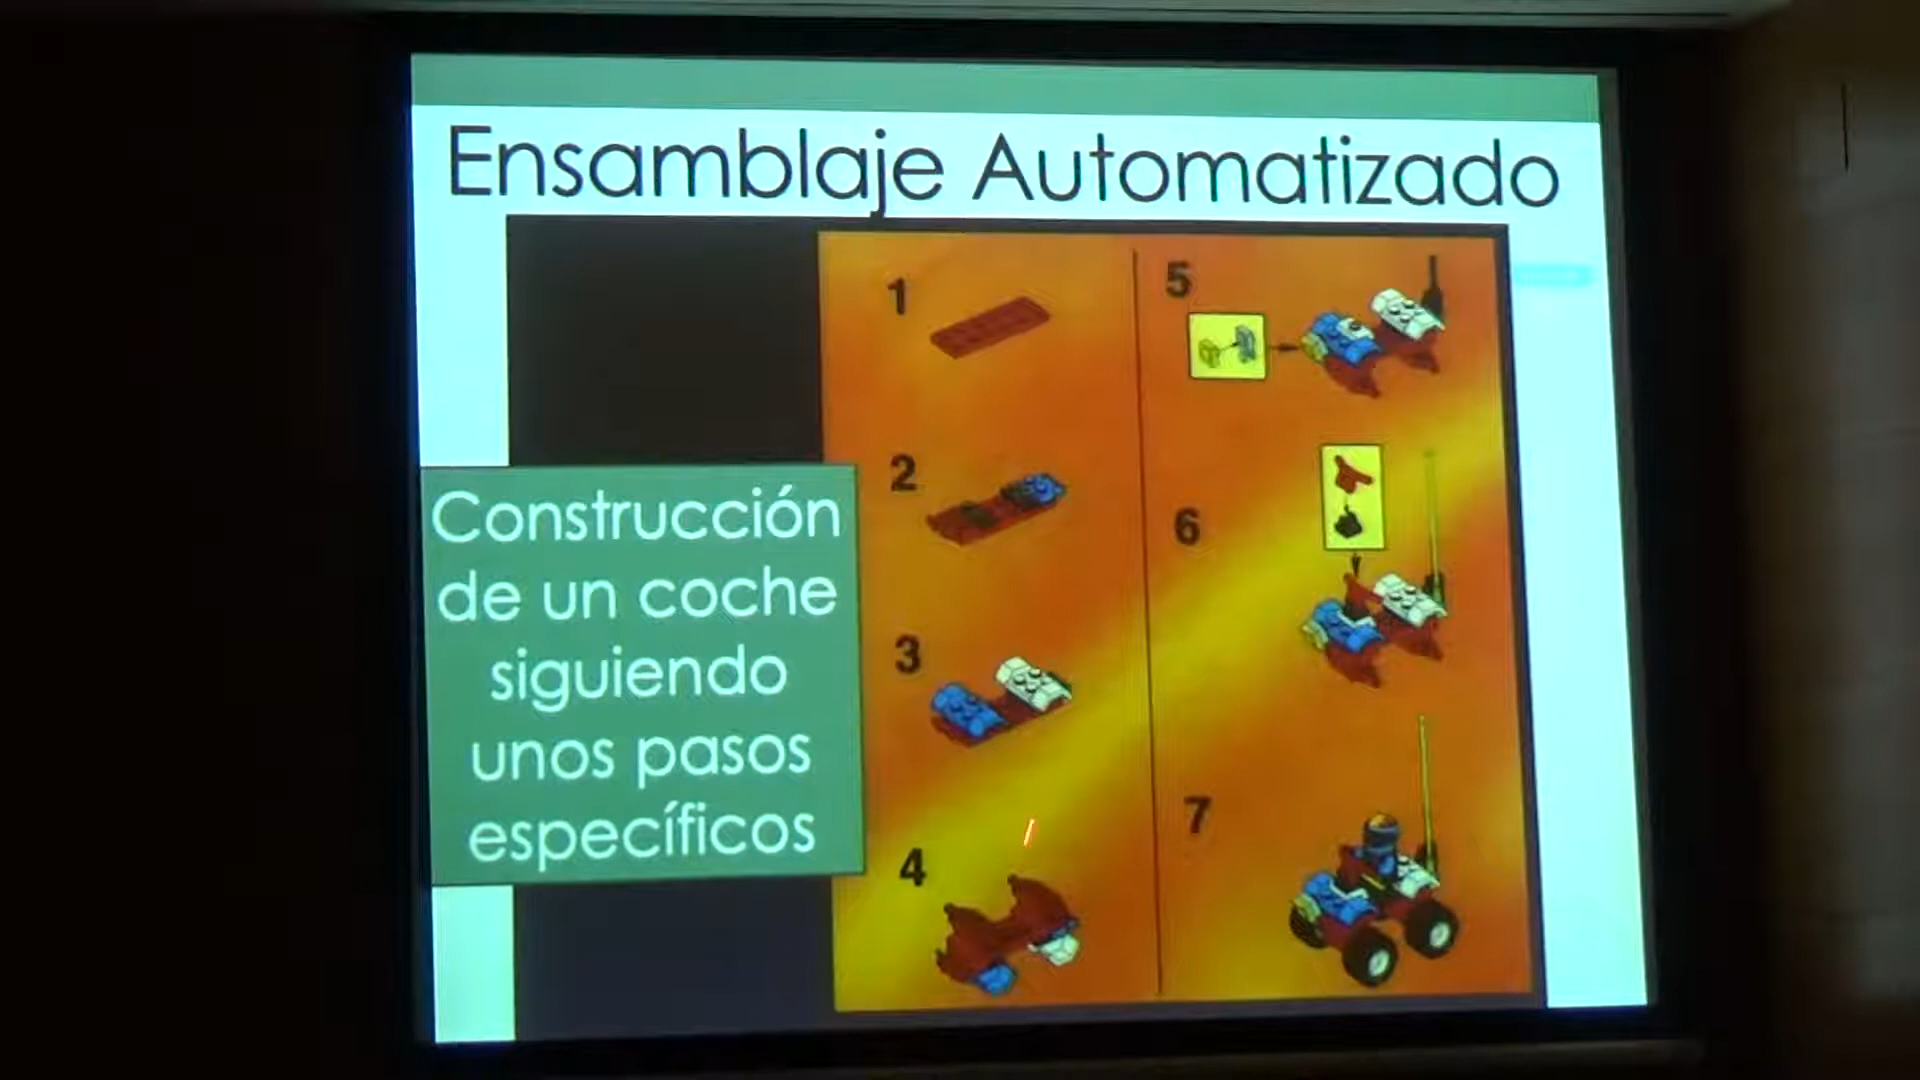 Ensamblaje Automatizado
Construcción
de un coche
siguiendo
unos pasos
específicos
1
2
3
4
5
6
7